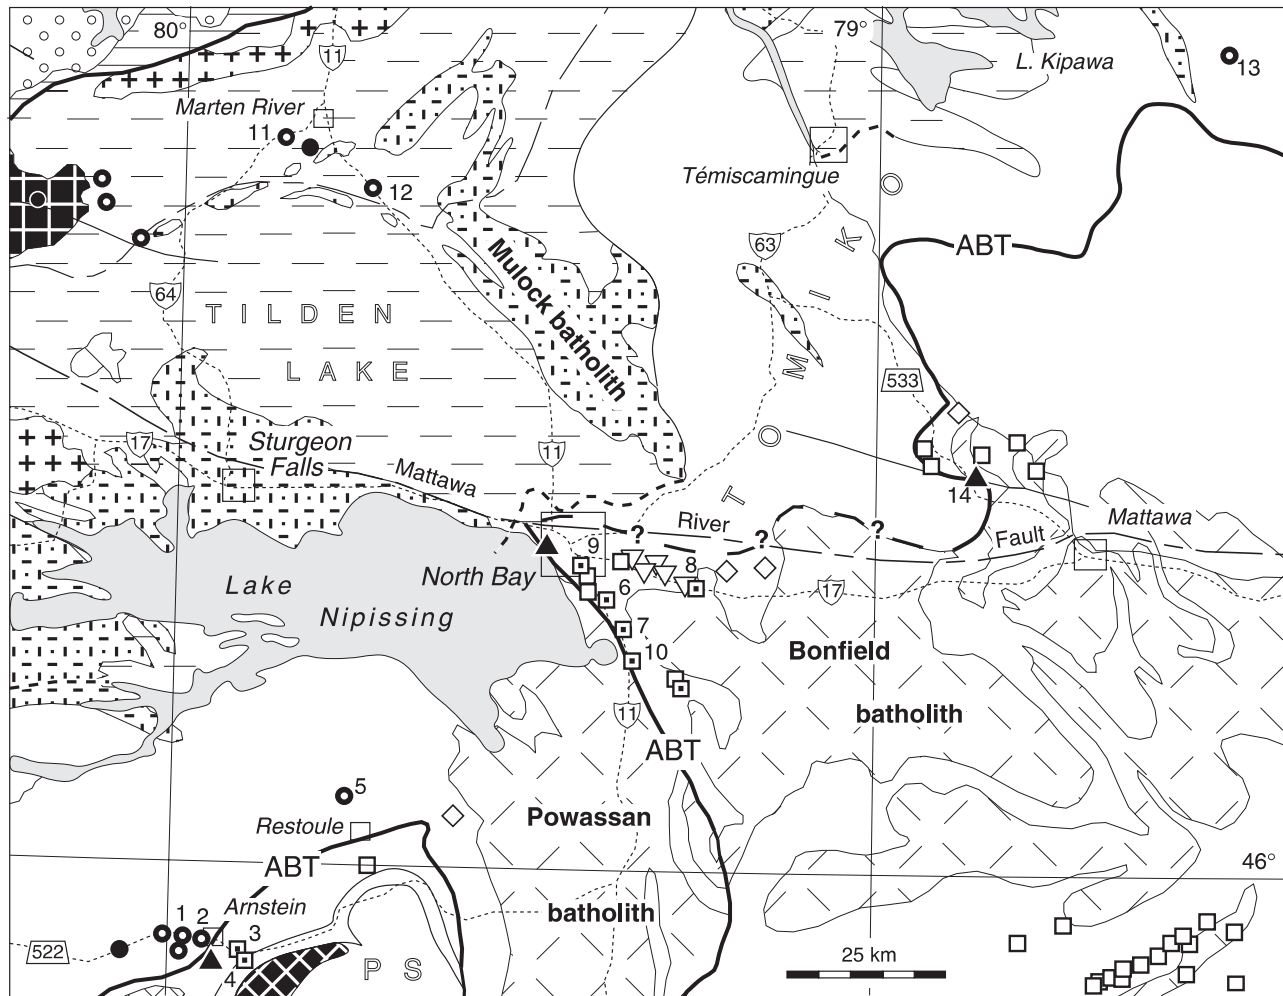 80°
11
79°
L. Kipawa
13
Marten River
11
Témiscamingue
12
63
ABT
K
I
M
T
64
TILDEN
LAKE
Mulock batholith
533
17
Sturgeon
Falls
11
Mattawa
14
River
?
?
?
Fault
Mattawa
9
8
North Bay
6
17
Lake
Nipissing
7
10
Bonfield
batholith
11
ABT
5
Restoule
Powassan
46°
ABT
Arnstein
batholith
1
2
3
4
522
PS
25 km